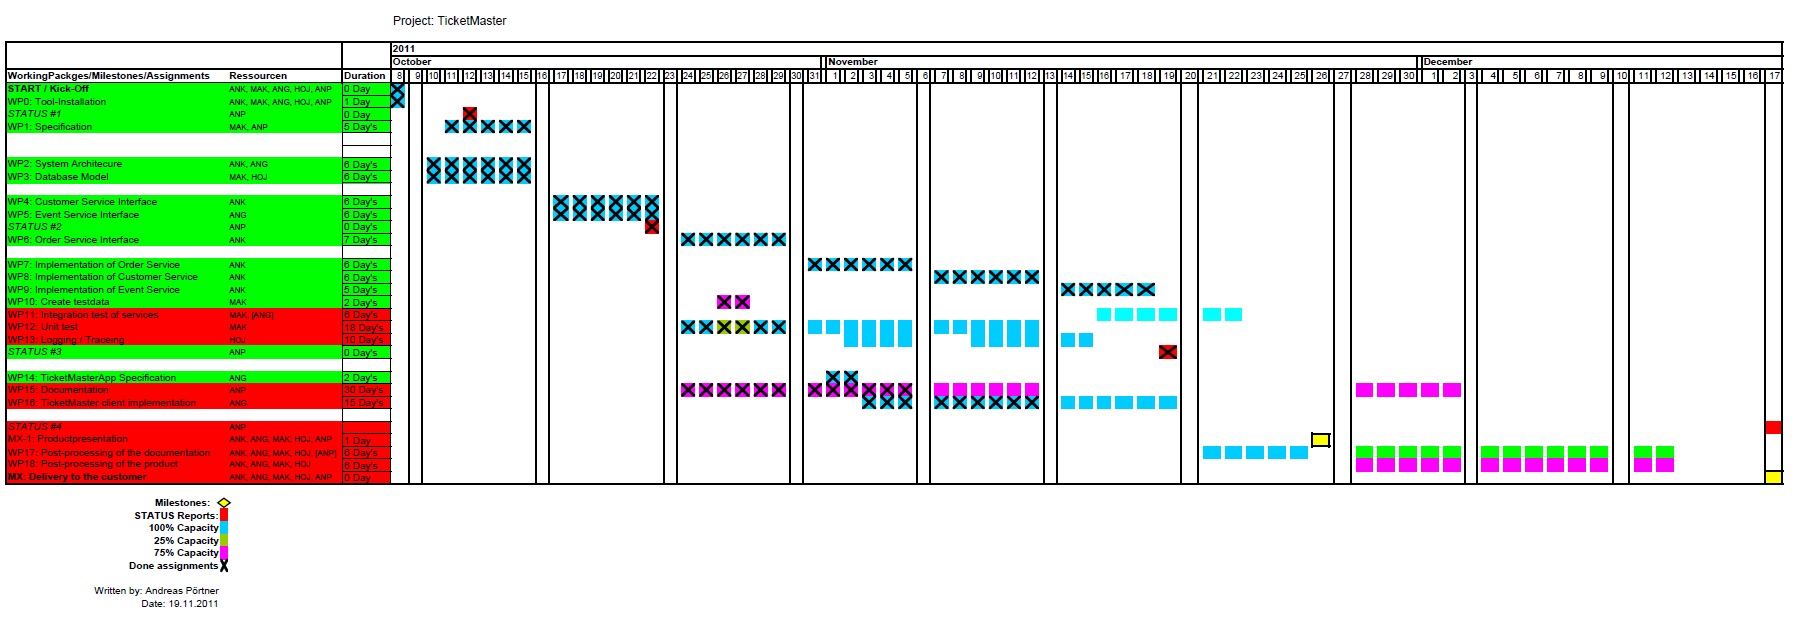 Project: TicketMaster
2011
October November December
WorkingPackges/Milestones/Assignments Ressourcen Duration 8 9 10 11 12 13 14 15 16 17 18 19 20 21 22 23 24 25 26 27 28 29 30 31 1 2 3 4 5 6 7 8 9 10 11 12 13 14 15 16 17 18 19 20 21 22 23 24 25 26 27 28 29 30 1 2 3 4 5 6 7 8 9 10 11 12 13 14 15 16 17
START / Kick-Off ANK, MAK, ANG, HOJ, ANP 0 Day
WP0: Tool-Installation ANK, MAK, ANG, HOJ, ANP 1 Day
STATUS #1 ANP 0 Day
WP1: Specification MAK, ANP 5 Day's
WP2: System Architecure ANK, ANG 6 Day's
WP3: Database Model MAK, HOJ 6 Day's
WP4: Customer Service Interface ANK 6 Day's
WP5: Event Service Interface ANG 6 Day's
STATUS #2 ANP 0 Day's
WP6: Order Service Interface ANK 7 Day's
WP7: Implementation of Order Service ANK 6 Day's
WP8: Implementation of Customer Service ANK 6 Day's
WP9: Implementation of Event Service ANK 5 Day's
WP10: Create testdata MAK 2 Day's
WP11: Integration test of services MAK, [ANG] 6 Day's
WP12: Unit test MAK 18 Day's
WP13: Logging / Traceing HOJ 10 Day's
STATUS #3 ANP 0 Day's
WP14: TicketMasterApp Specification ANG 2 Day's
WP15: Documentation ANP 30 Day's
WP16: TicketMaster client implementation ANG 15 Day's
STATUS #4 ANP
MX-1: Productpresentation ANK, ANG, MAK, HOJ, ANP 1 Day
WP17: Post-processing of the documentation ANK, ANG, MAK, HOJ, [ANP] 6 Day's
WP18: Post-processing of the product ANK, ANG, MAK, HOJ 6 Day's
MX: Delivery to the customer ANK, ANG, MAK, HOJ, ANP 0 Day
Milestones:
STATUS Reports:
100% Capacity
25% Capacity
75% Capacity
Done assignments
Written by: Andreas Pörtner
Date: 19.11.2011